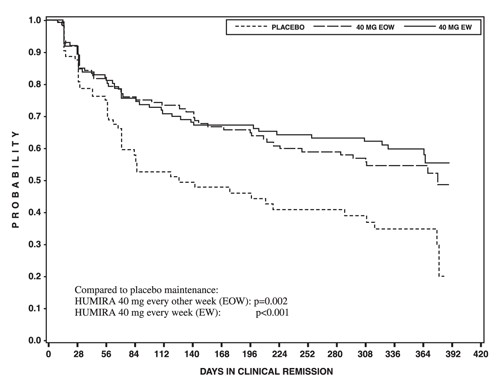 PLACEBO 40 MG EOW 40 MG EW
1.0
0.9
0.8
0.7
0.6
0.5
0.4
0.3
0.2
0.1
0.0
PROBABILITY
Compared to placebo maintenance:
HUMIRA 40 mg every other week (EOW): p=0.002
HUMIRA 40 mg every week (EW): p<0.001
0 28 56 84 112 140 168 196 224 252 280 308 336 364 392 420
DAYS IN CLINICAL REMISSION